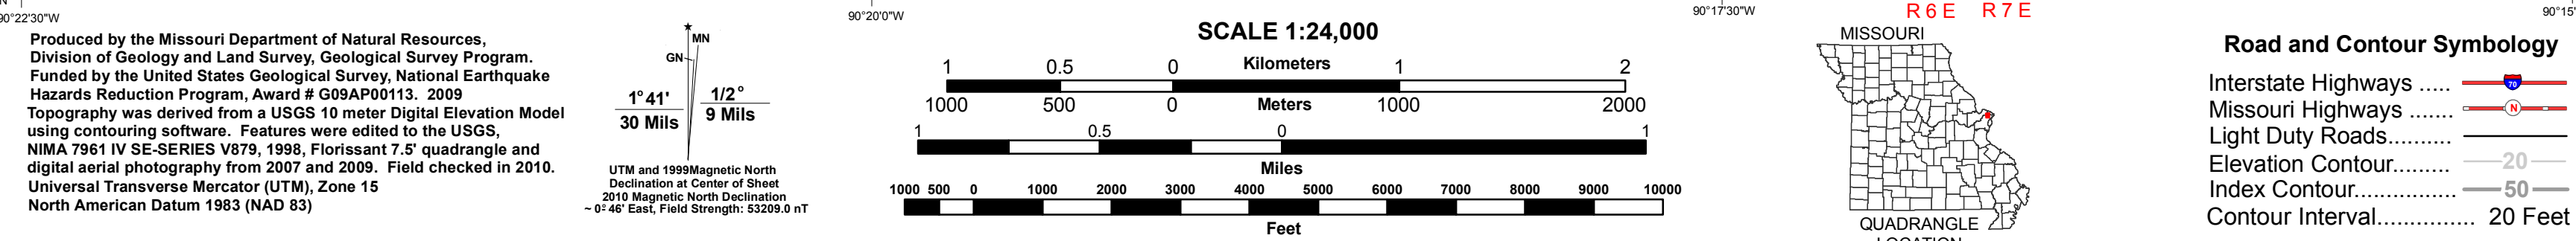 90°22'30"W
90°20'0"W
90°17'30"W
R 6 E R 7 E
90°15'
Produced by the Missouri Department of Natural Resources,
Division of Geology and Land Survey, Geological Survey Program.
Funded by the United States Geological Survey, National Earthquake
Hazards Reduction Program, Award # G09AP00113. 2009
Topography was derived from a USGS 10 meter Digital Elevation Model
using contouring software. Features were edited to the USGS,
NIMA 7961 IV SE-SERIES V879, 1998, Florissant 7.5' quadrangle and
digital aerial photography from 2007 and 2009. Field checked in 2010.
Universal Transverse Mercator (UTM), Zone 15
North American Datum 1983 (NAD 83)
MN
GN
1°41' 1/2°
30 Mils 9 Mils
UTM and 1999Magnetic North
Declination at Center of Sheet
2010 Magnetic North Declination
~ 0° 46' East, Field Strength: 53209.0 nT
SCALE 1:24,000
1 0.5 0 Kilometers 1 2
1000 500 0 Meters 1000 2000
1 0.5 0 1
Miles
1000 500 0 1000 2000 3000 4000 5000 6000 7000 8000 9000 10000
Feet
MISSOURI
QUADRANGLE
LOCATION
Road and Contour Symbology
Interstate Highways ..... 70
Missouri Highways ....... N
Light Duty Roads..........
Elevation Contour......... 20
Index Contour................ 50
Contour Interval............... 20 Feet